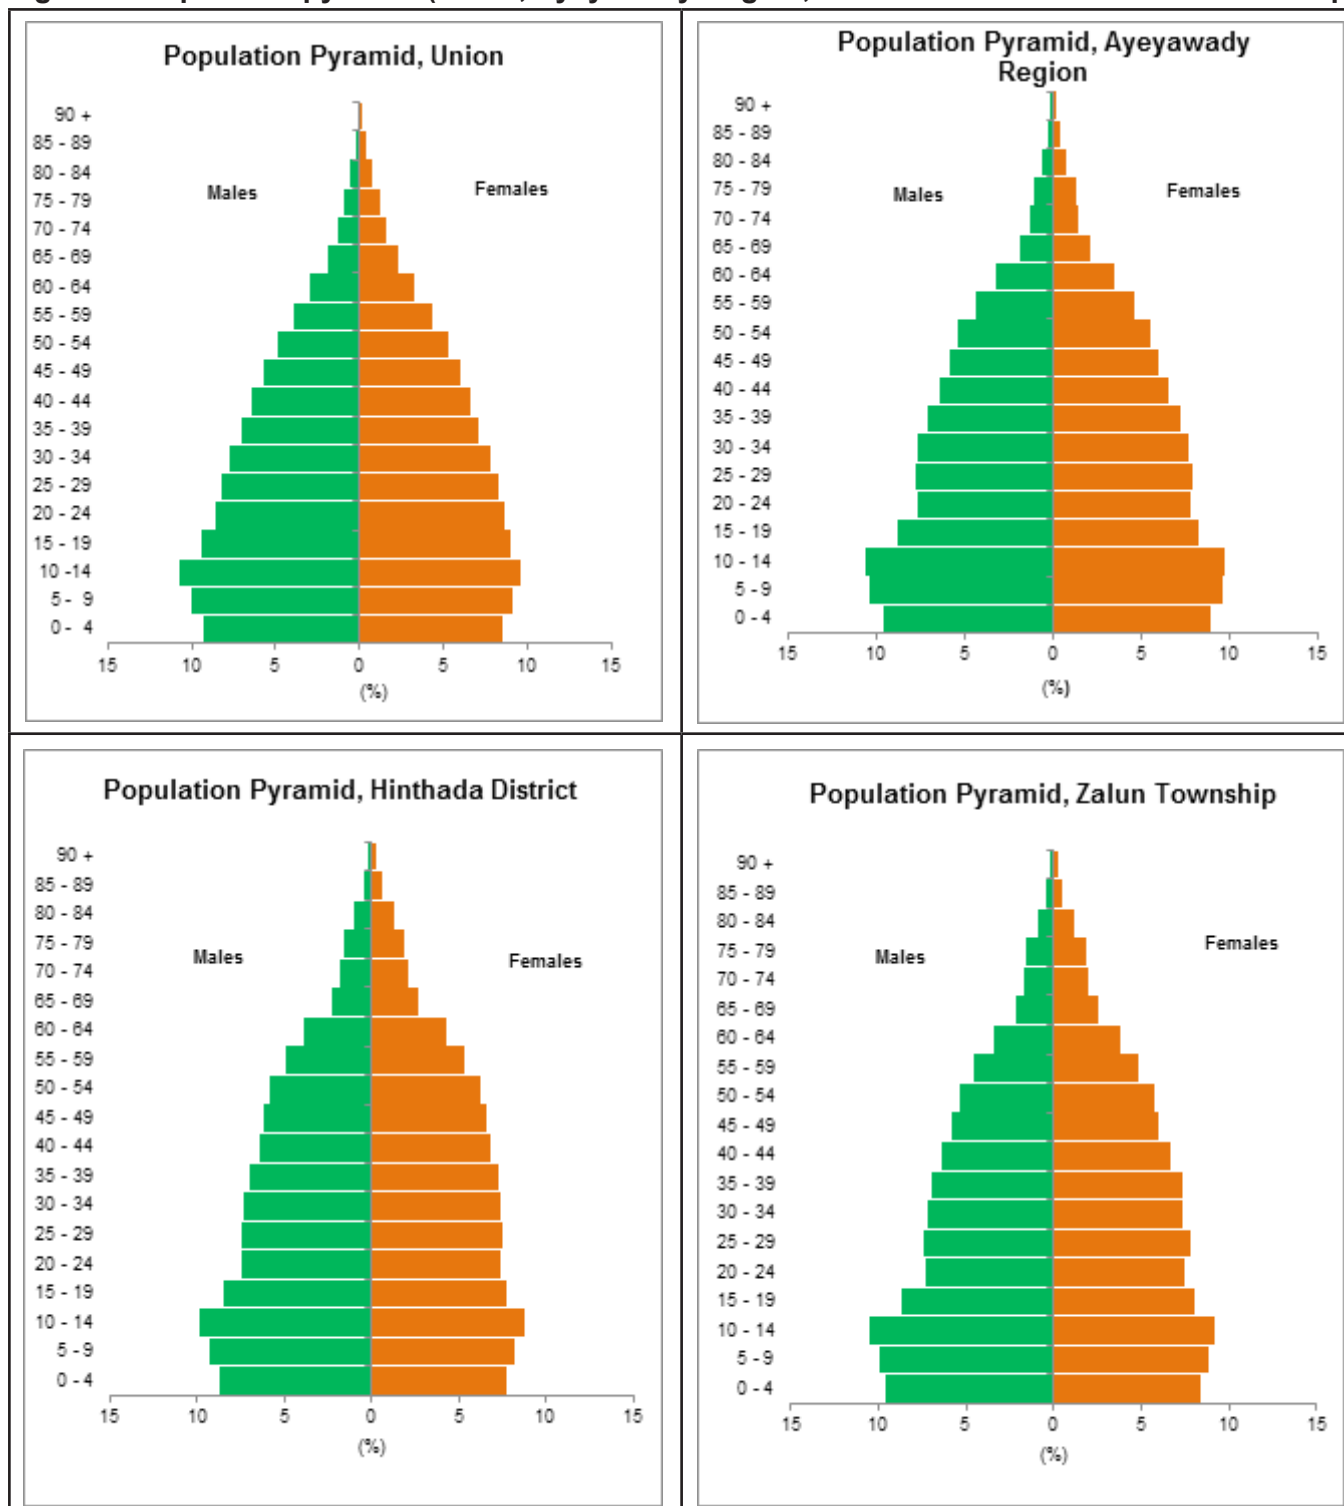 Population Pyramid, Union
90 +
85 - 89
80 - 84
75 - 79
70 - 74
65 - 69
60 - 64
55 - 59
50 - 54
45 - 49
40 - 44
35 - 39
30 - 34
25 - 29
20 - 24
15 - 19
10 -14
5 - 9
0 - 4
Males
Females
15 10 5 0 5 10 15
(%)
Population Pyramid, Ayeyawady
Region
90 +
85 - 89
80 - 84
75 - 79
70 - 74
65 - 69
60 - 64
55 - 59
50 - 54
45 - 49
40 - 44
35 - 39
30 - 34
25 - 29
20 - 24
15 - 19
10 - 14
5 - 9
0 - 4
Males
Females
15 10 5 0 5 10 15
(%)
Population Pyramid, Hinthada District
90 +
85 - 89
80 - 84
75 - 79
70 - 74
65 - 69
60 - 64
55 - 59
50 - 54
45 - 49
40 - 44
35 - 39
30 - 34
25 - 29
20 - 24
15 - 19
10 - 14
5 - 9
0 - 4
Males
Females
15 10 5 0 5 10 15
(%)
Population Pyramid, Zalun Township
90 +
85 - 89
80 - 84
75 - 79
70 - 74
65 - 69
60 - 64
55 - 59
50 - 54
45 - 49
40 - 44
35 - 39
30 - 34
25 - 29
20 - 24
15 - 19
10 - 14
5 - 9
0 - 4
Males
Females
15 10 5 0 5 10 15
(%)